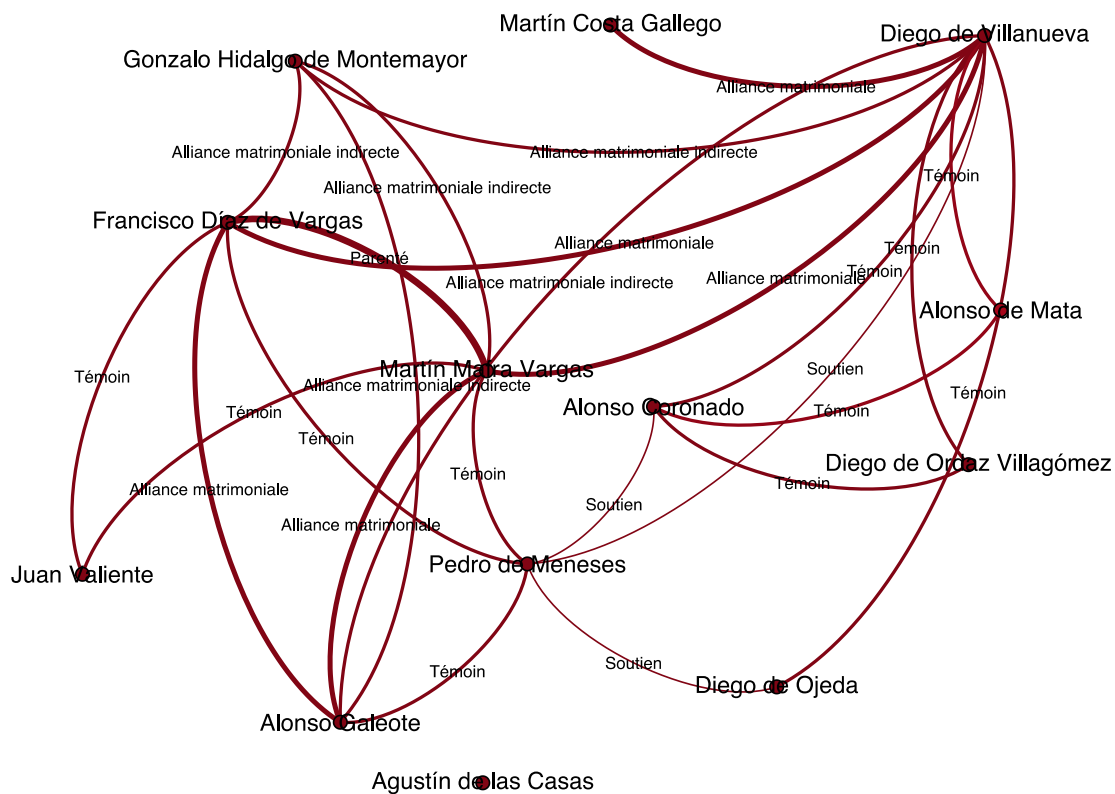 Martín Costa Gallego
Diego de Villanueva
Gonzalo Hidalgo de Montemayor
Alliance matrimoniale
Alliance matrimoniale indirecte
Alliance matrimoniale indirecte
Témoin
Alliance matrimoniale indirecte
Francisco Díaz de Vargas
Alliance matrimoniale
Témoin
Parenté
Témoin
Alliance matrimoniale indirecte
Alliance matrimoniale
Alonso de Mata
Martín Mafra Vargas
Soutien
Témoin
Alliance matrimoniale indirecte
Témoin
Alonso Coronado
Témoin
Témoin
Témoin
Diego de Ordaz Villagómez
Témoin
Témoin
Alliance matrimoniale
Soutien
Alliance matrimoniale
Pedro de Meneses
Juan Valiente
Témoin
Soutien
Diego de Ojeda
Alonso Galeote
Agustín de las Casas